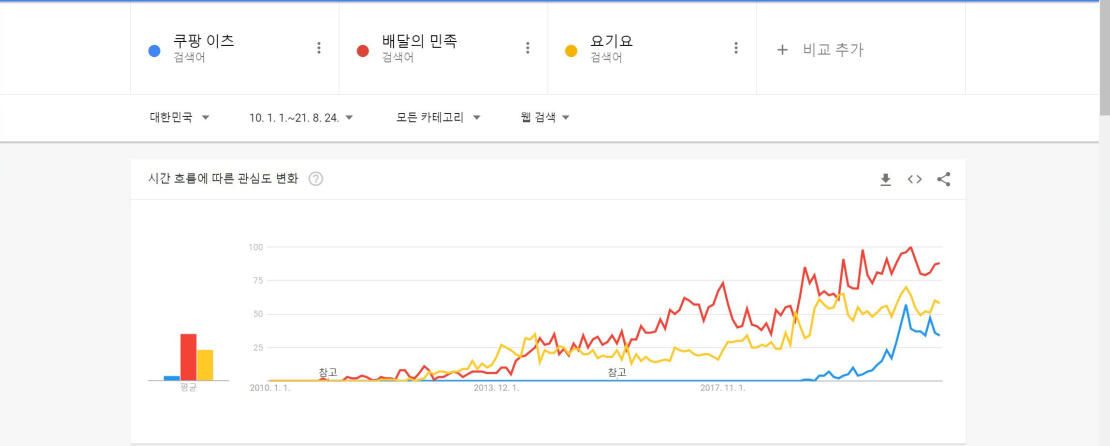 쿠팡 이츠
검색어
배달의 민족
검색어
요기요
검색어
+ 비교 추가
대한민국
10. 1. 1.~21. 8. 24.
모든 카테고리
웹 검색
시간 흐름에 따른 관심도 변화
100
75
50
25
참고
참고
평균
2010. 1. 1.
2013. 12. 1.
2017. 11. 1.